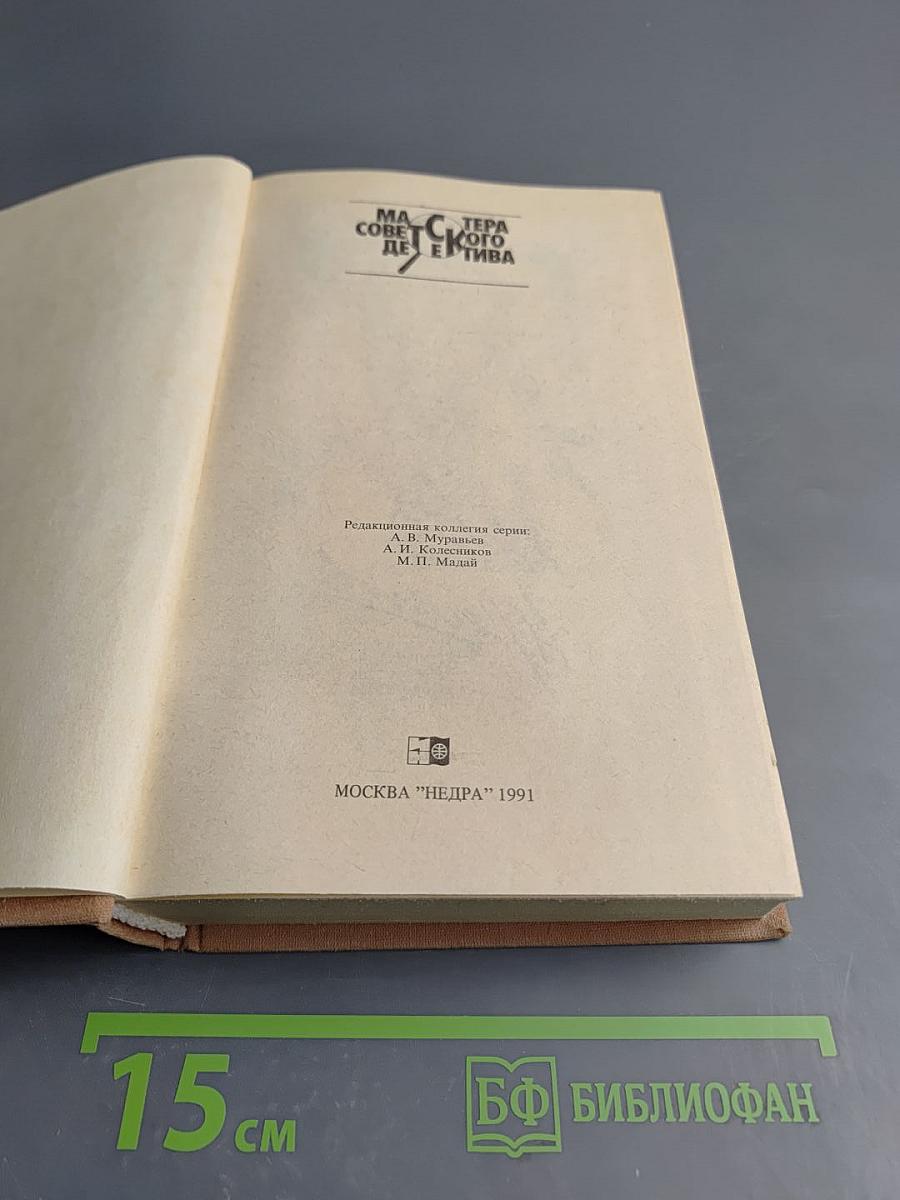 МАСТЕРА
СОВЕТСКОГО
ДЕТЕКТИВА
Редакционная коллегия серии:
А. В. Муравьев
А. И. Колесников
М. П. Мадай
МОСКВА "НЕДРА" 1991
15 см
БФ БИБЛИОФАН